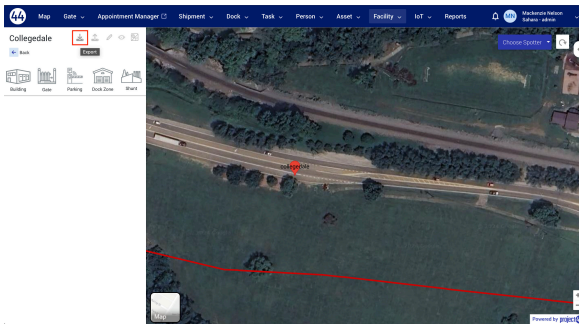 44 Map Gate Appointment Manager Shipment Dock Task Person Asset Facility IoT Reports MN Mackenzie Nelson
Sahara - admin
Collegedale
Back
Export
Choose Spotter
Building Gate Parking Dock Zone Shunt
collegedale
Map
Powered by project